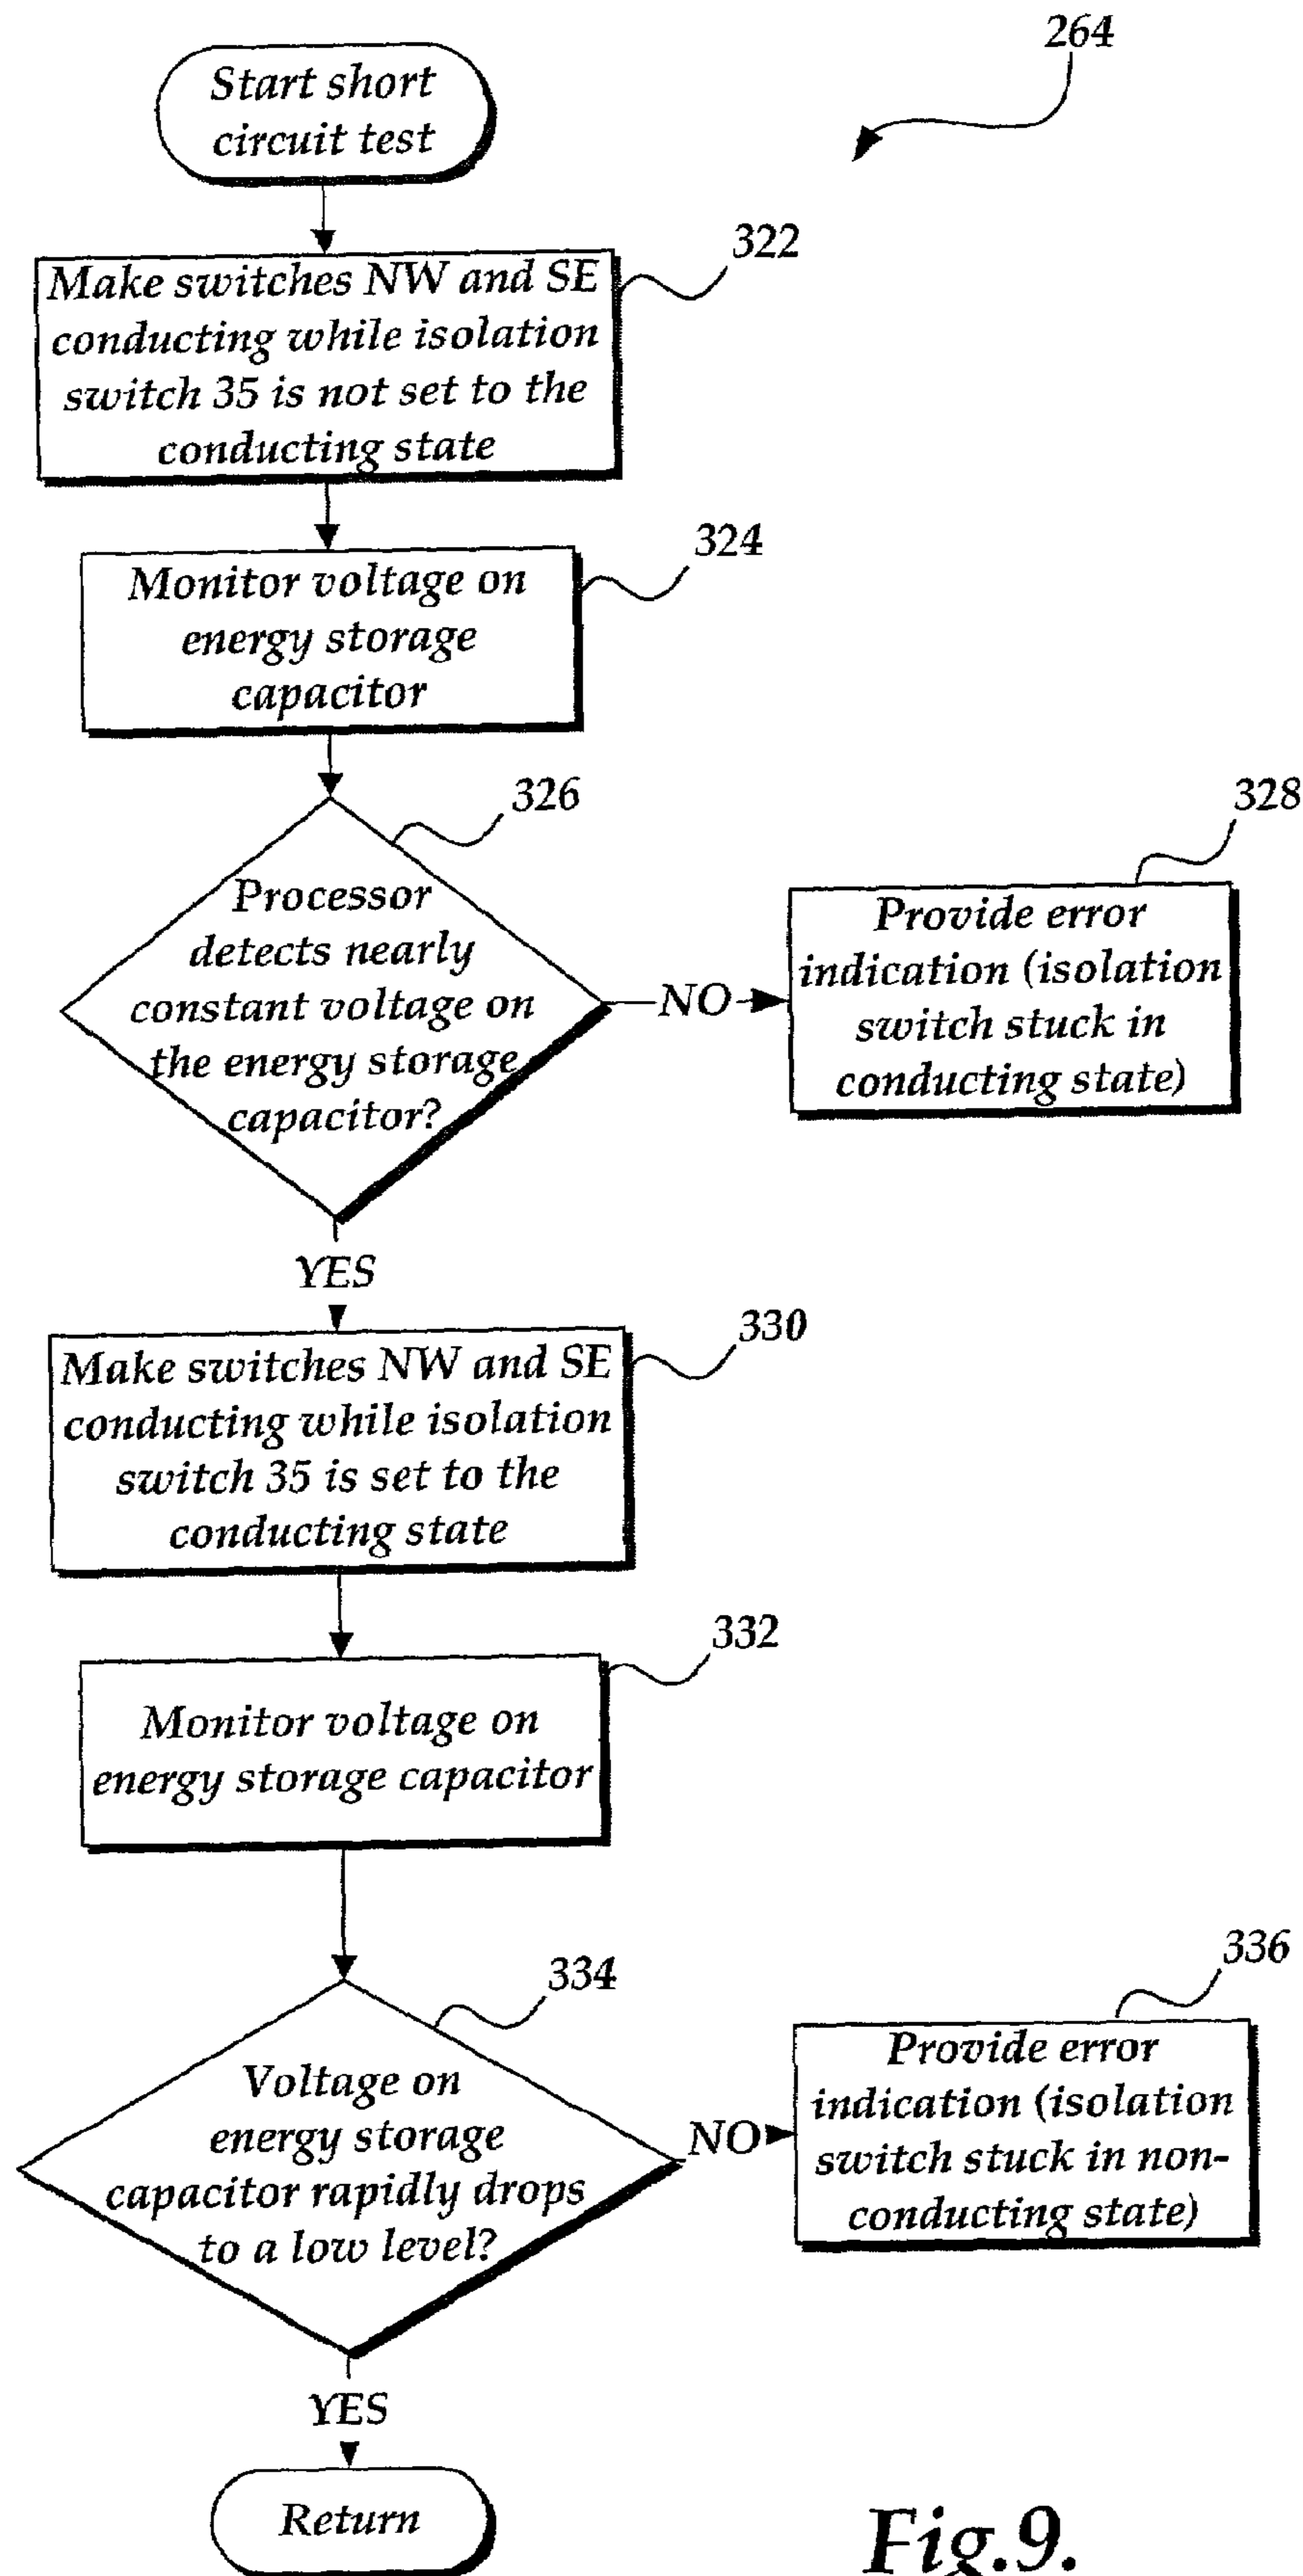 264
Start short
circuit test
322
Make switches NW and SE
conducting while isolation
switch 35 is not set to the
conducting state
324
Monitor voltage on
energy storage
capacitor
326
Processor
detects nearly
constant voltage on
the energy storage
capacitor?
NO
328
Provide error
indication (isolation
switch stuck in
conducting state)
YES
330
Make switches NW and SE
conducting while isolation
switch 35 is set to the
conducting state
332
Monitor voltage on
energy storage capacitor
334
Voltage on
energy storage
capacitor rapidly drops
to a low level?
NO
336
Provide error
indication (isolation
switch stuck in non-
conducting state)
YES
Return
Fig.9.